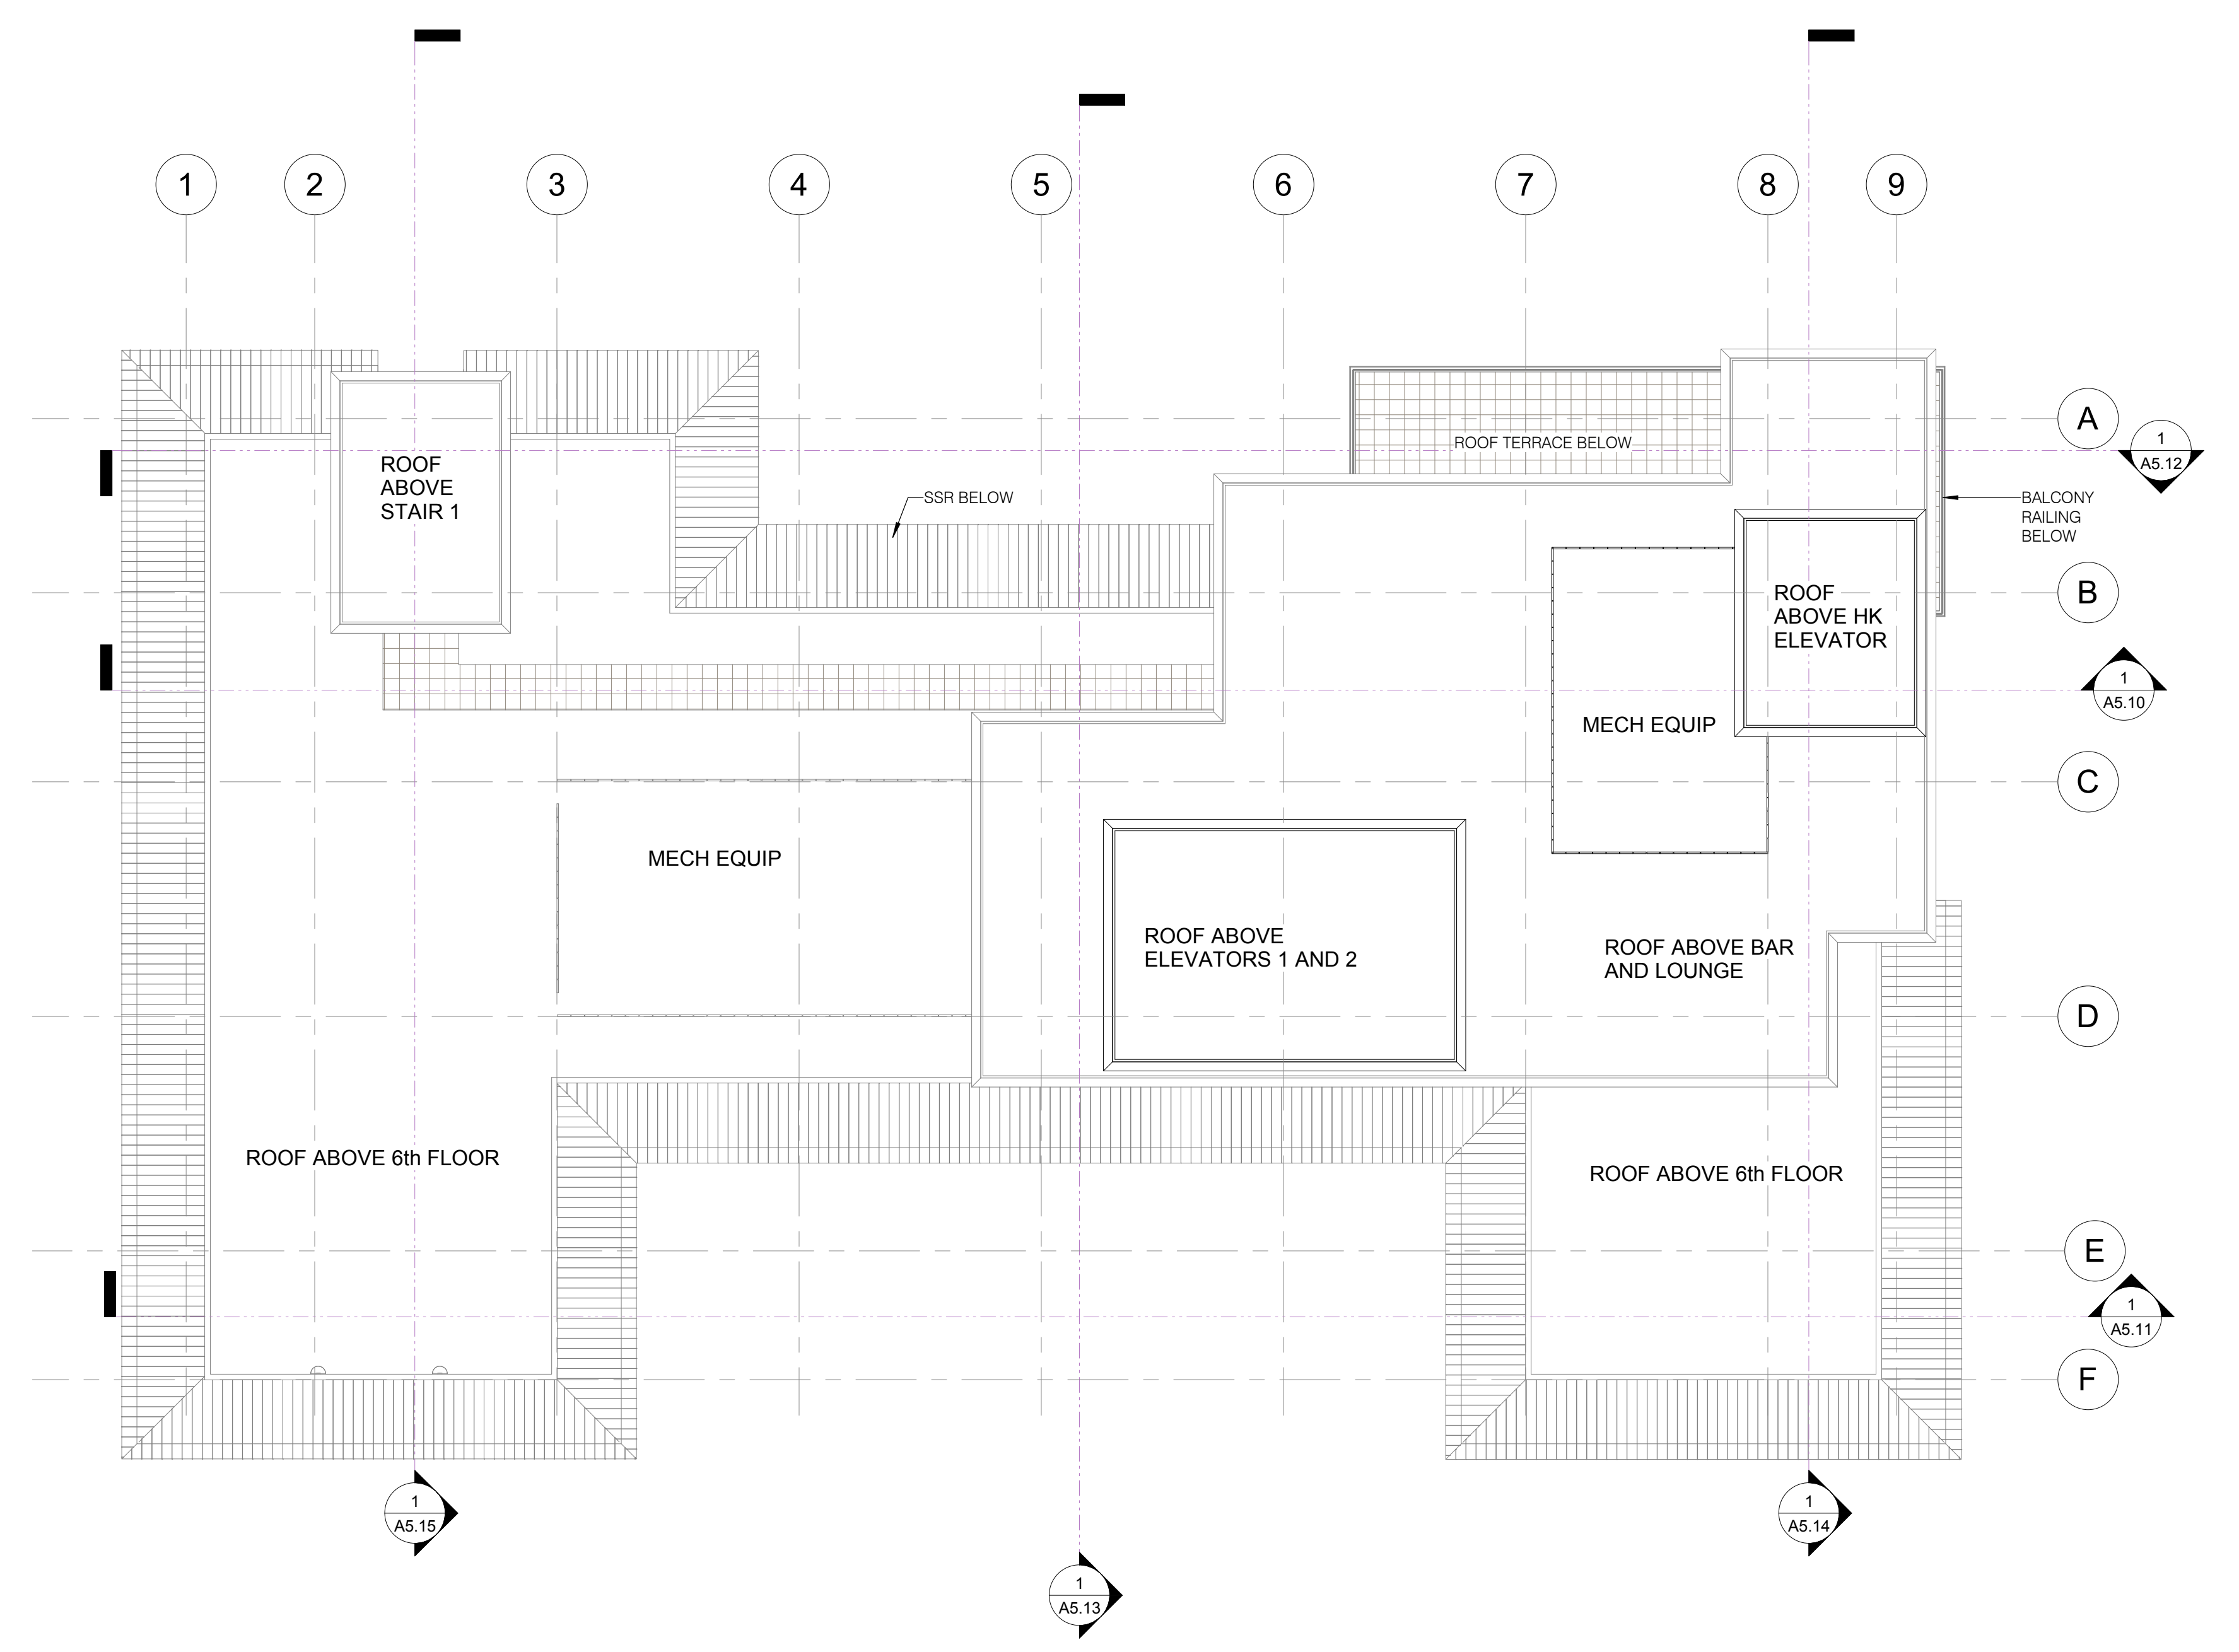 1
2
3
4
5
6
7
8
9
A
1
A5.12
ROOF TERRACE BELOW
ROOF
ABOVE
STAIR 1
SSR BELOW
BALCONY
RAILING
BELOW
B
ROOF
ABOVE HK
ELEVATOR
1
A5.10
MECH EQUIP
C
MECH EQUIP
ROOF ABOVE
ELEVATORS 1 AND 2
ROOF ABOVE BAR
AND LOUNGE
D
ROOF ABOVE 6th FLOOR
ROOF ABOVE 6th FLOOR
E
1
A5.11
F
1
A5.15
1
A5.14
1
A5.13